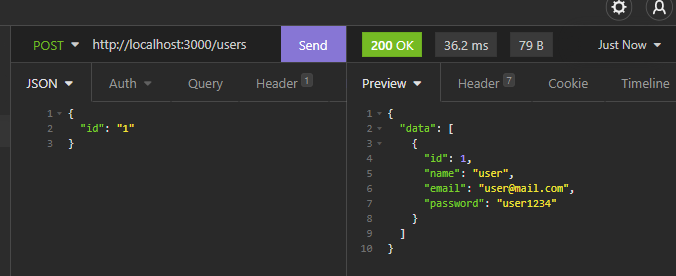 POST http://localhost:3000/users Send
200 OK 36.2 ms 79 B Just Now
JSON Auth Query Header 1
Preview Header 7 Cookie Timeline
1 {
2 "id": "1"
3 }
1 {
2 "data": [
3 {
4 "id": 1,
5 "name": "user",
6 "email": "user@mail.com",
7 "password": "user1234"
8 }
9 ]
10 }